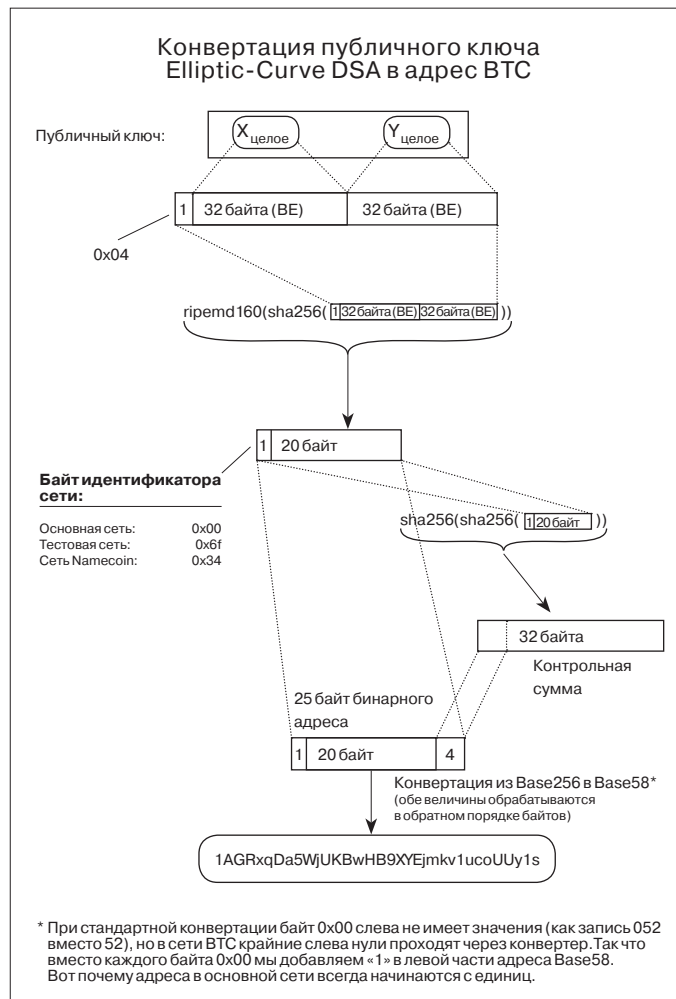 Конвертация публичного ключа
Elliptic-Curve DSA в адрес BTC
Публичный ключ:
X целое
Y целое
1
32 байта (BE)
32 байта (BE)
0x04
ripemd160(sha256( 1 32 байта (BE) 32 байта (BE) ))
1
20 байт
Байт идентификатора
сети:
Основная сеть: 0x00
Тестовая сеть: 0x6f
Сеть Namecoin: 0x34
sha256(sha256( 1 20 байт ))
32 байта
Контрольная
сумма
25 байт бинарного
адреса
1
20 байт
4
Конвертация из Base256 в Base58*
(обе величины обрабатываются
в обратном порядке байтов)
1AGRxqDa5WjUKBwHB9XYEjmkv1ucoUUy1s
* При стандартной конвертации байт 0x00 слева не имеет значения (как запись 052
вместо 52), но в сети BTC крайние слева нули проходят через конвертер. Так что
вместо каждого байта 0x00 мы добавляем «1» в левой части адреса Base58.
Вот почему адреса в основной сети всегда начинаются с единиц.